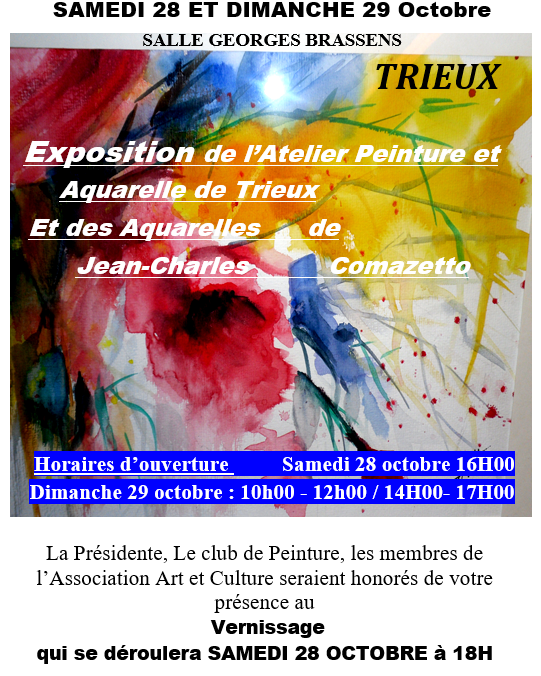 SAMEDI 28 ET DIMANCHE 29 Octobre
SALLE GEORGES BRASSENS
TRIEUX
Exposition de l’Atelier Peinture et
Aquarelle de Trieux
Et des Aquarelles de
Jean-Charles Comazetto
Horaires d’ouverture Samedi 28 octobre 16H00
Dimanche 29 octobre : 10h00 - 12h00 / 14H00- 17H00
La Présidente, Le club de Peinture, les membres de
l’Association Art et Culture seraient honorés de votre
présence au
Vernissage
qui se déroulera SAMEDI 28 OCTOBRE à 18H